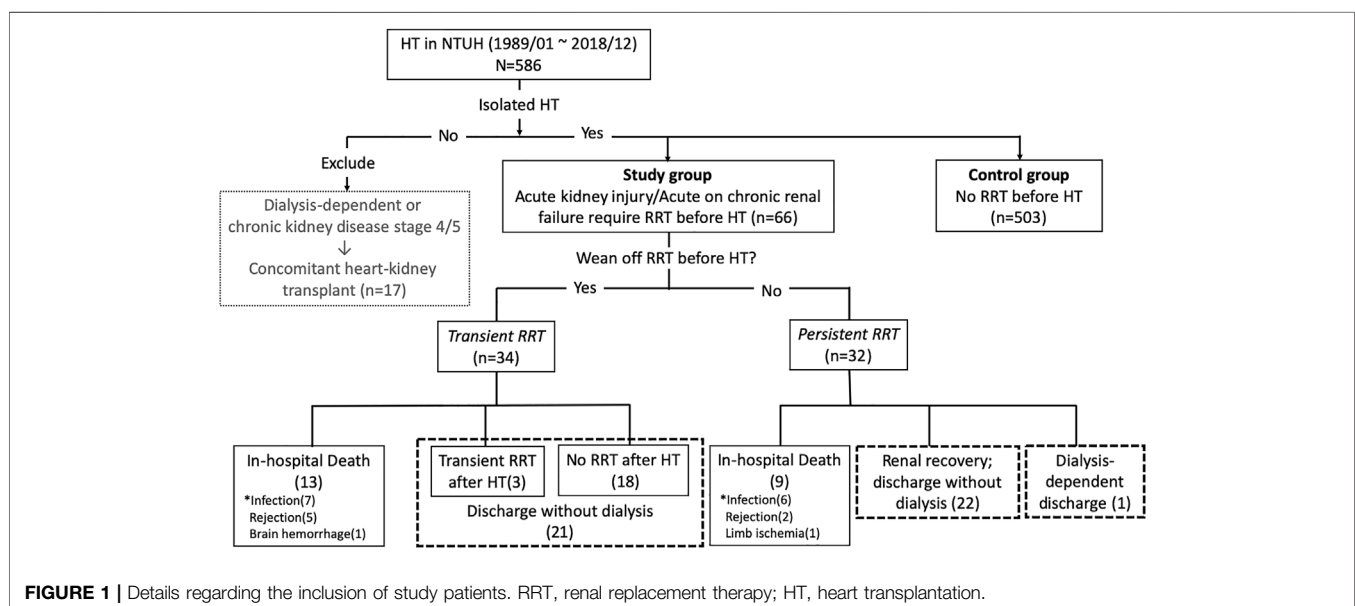 HT in NTUH (1989/01 ~ 2018/12)
N=586
Isolated HT
No
Yes
Exclude
Dialysis-dependent or
chronic kidney disease stage 4/5
↓
Concomitant heart-kidney
transplant (n=17)
Study group
Acute kidney injury/Acute on chronic renal
failure require RRT before HT (n=66)
Control group
No RRT before HT
(n=503)
Wean off RRT before HT?
Yes
No
Transient RRT
(n=34)
Persistent RRT
(n=32)
In-hospital Death
(13)
*Infection(7)
Rejection(5)
Brain hemorrhage(1)
Transient RRT
after HT(3)
No RRT after HT
(18)
Discharge without dialysis
(21)
In-hospital Death
(9)
*Infection(6)
Rejection(2)
Limb ischemia(1)
Renal recovery;
discharge without
dialysis (22)
Dialysis-
dependent
discharge (1)
FIGURE 1 | Details regarding the inclusion of study patients. RRT, renal replacement therapy; HT, heart transplantation.